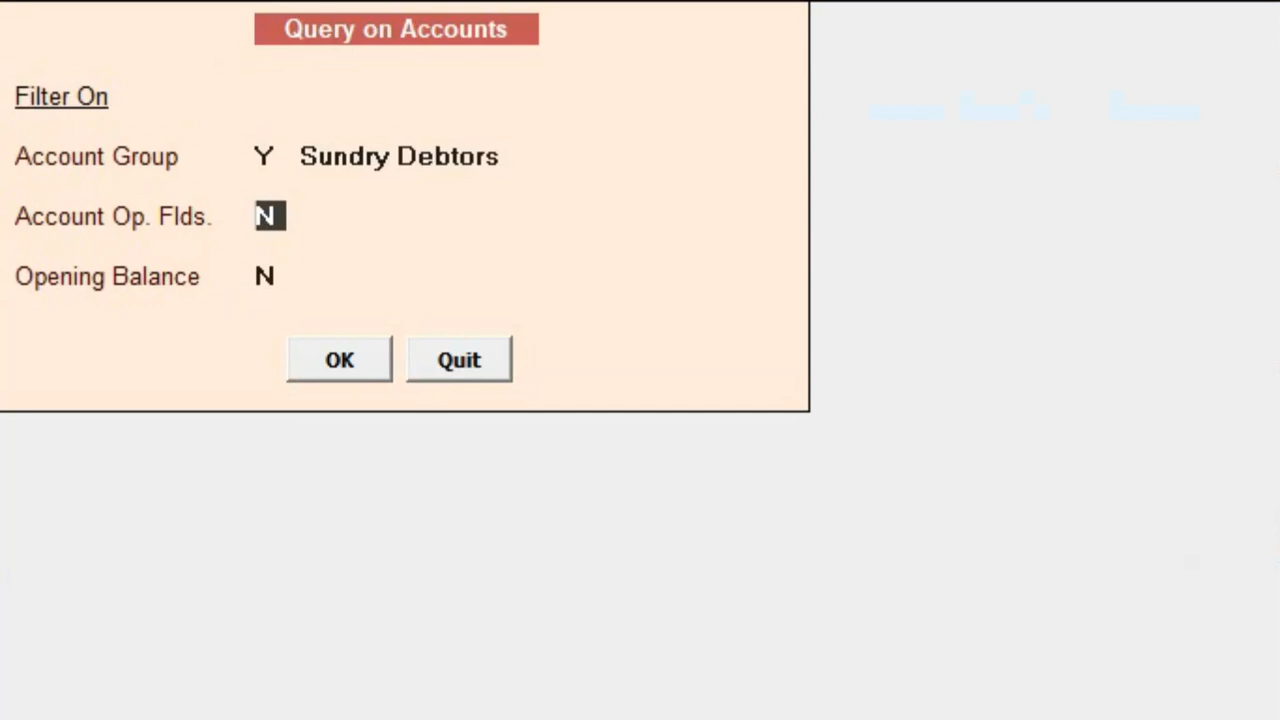 Query on Accounts
Filter On
Account Group Y Sundry Debtors
Account Op. Flds. N
Opening Balance N
OK Quit